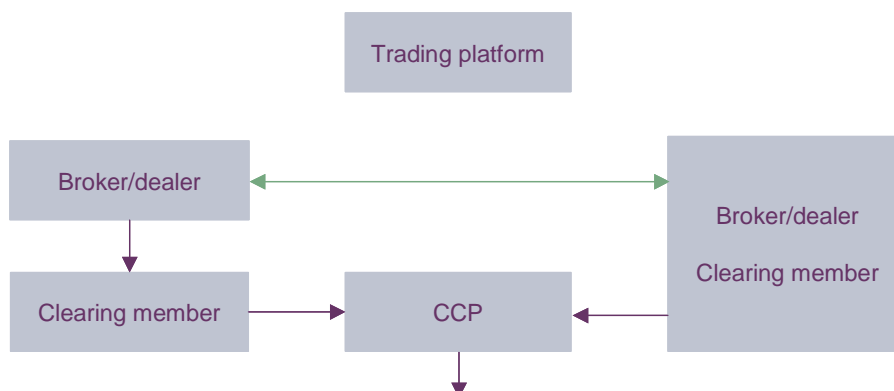 Trading platform
Broker/dealer
Broker/dealer
Clearing member
Clearing member
CCP